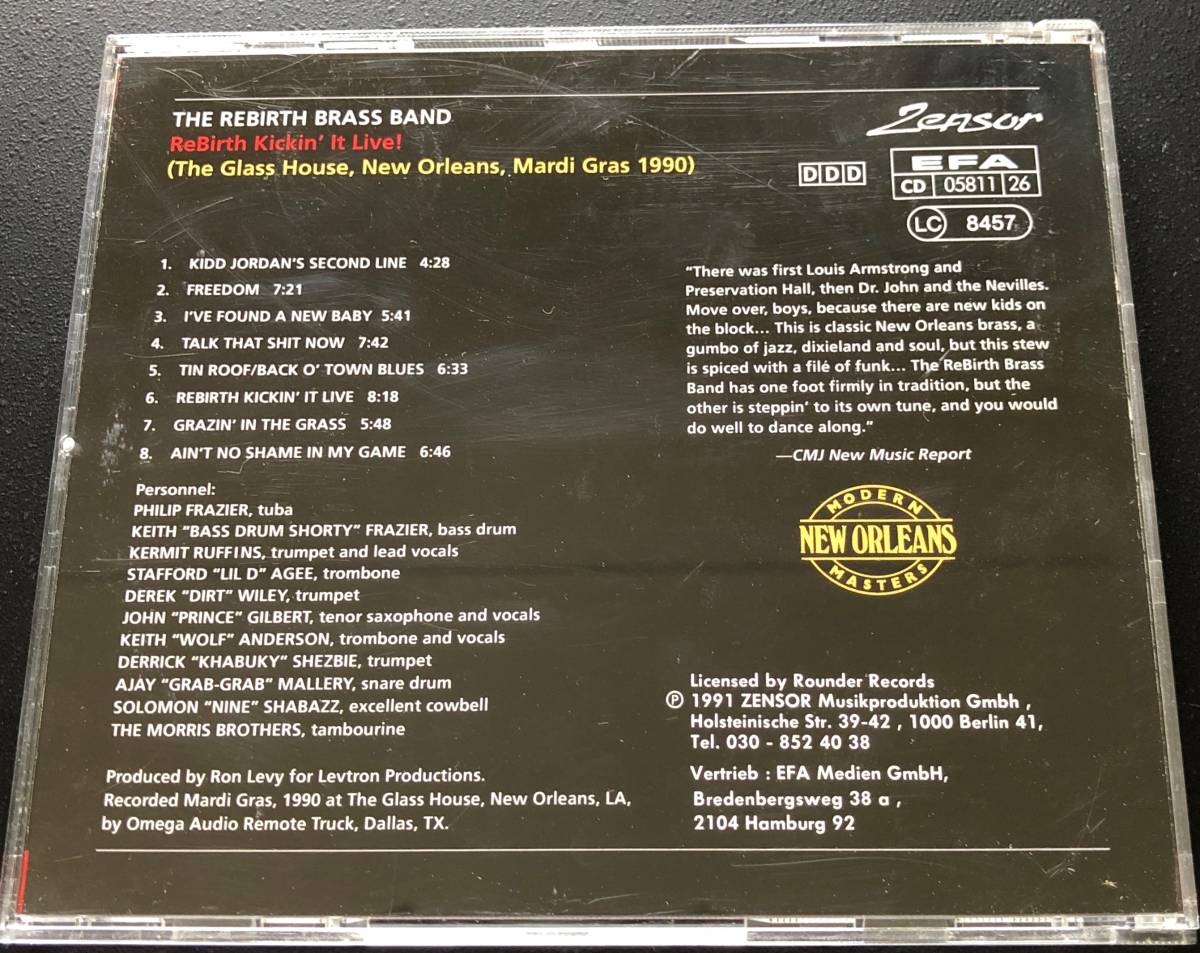 THE REBIRTH BRASS BAND
ReBirth Kickin' It Live!
(The Glass House, New Orleans, Mardi Gras 1990)
Zensor
DDD
EFA
CD 05811 26
LC 8457
1. KIDD JORDAN'S SECOND LINE 4:28
2. FREEDOM 7:21
3. I'VE FOUND A NEW BABY 5:41
4. TALK THAT SHIT NOW 7:42
5. TIN ROOF/BACK O' TOWN BLUES 6:33
6. REBIRTH KICKIN' IT LIVE 8:18
7. GRAZIN' IN THE GRASS 5:48
8. AIN'T NO SHAME IN MY GAME 6:46
"There was first Louis Armstrong and
Preservation Hall, then Dr. John and the Nevilles.
Move over, boys, because there are new kids on
the block... This is classic New Orleans brass, a
gumbo of jazz, dixieland and soul, but this stew
is spiced with a filé of funk... The ReBirth Brass
Band has one foot firmly in tradition, but the
other is steppin' to its own tune, and you would
do well to dance along."
—CMJ New Music Report
Personnel:
PHILIP FRAZIER, tuba
KEITH "BASS DRUM SHORTY" FRAZIER, bass drum
KERMIT RUFFINS, trumpet and lead vocals
STAFFORD "LIL D" AGEE, trombone
DEREK "DIRT" WILEY, trumpet
JOHN "PRINCE" GILBERT, tenor saxophone and vocals
KEITH "WOLF" ANDERSON, trombone and vocals
DERRICK "KHABUKY" SHEZBIE, trumpet
AJAY "GRAB-GRAB" MALLERY, snare drum
SOLOMON "NINE" SHABAZZ, excellent cowbell
THE MORRIS BROTHERS, tambourine
MODERN
NEW ORLEANS
MASTERS
Produced by Ron Levy for Levtron Productions.
Recorded Mardi Gras, 1990 at The Glass House, New Orleans, LA,
by Omega Audio Remote Truck, Dallas, TX.
Licensed by Rounder Records
℗ 1991 ZENSOR Musikproduktion Gmbh ,
Holsteinische Str. 39-42 , 1000 Berlin 41,
Tel. 030 - 852 40 38
Vertrieb : EFA Medien GmbH,
Bredenbergsweg 38 a ,
2104 Hamburg 92